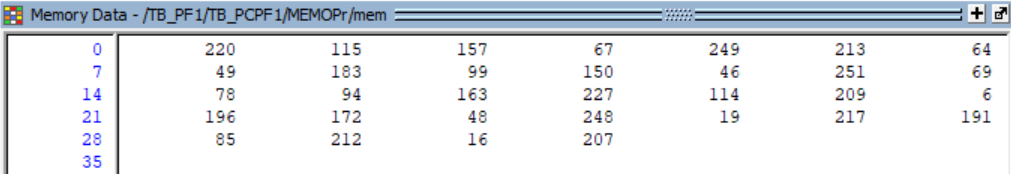 Memory Data - /TB_PF1/TB_PCPF1/MEMOPr/mem
0 220 115 157 67 249 213 64
7 49 183 99 150 46 251 69
14 78 94 163 227 114 209 6
21 196 172 48 248 19 217 191
28 85 212 16 207
35